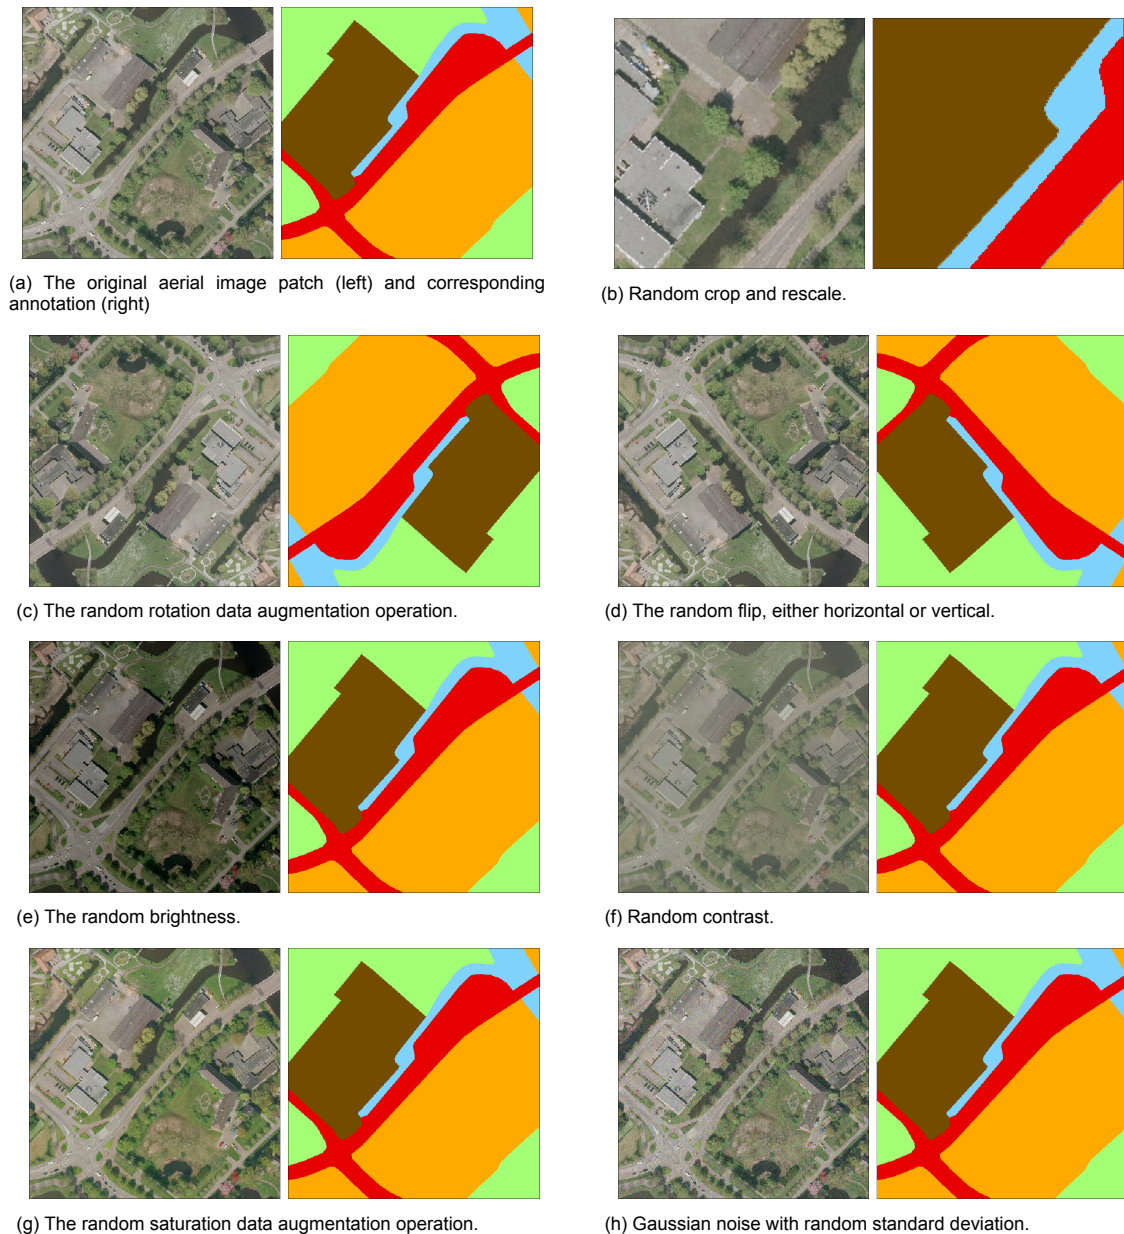 (a) The original aerial image patch (left) and corresponding
annotation (right)
(b) Random crop and rescale.
(c) The random rotation data augmentation operation.
(d) The random flip, either horizontal or vertical.
(e) The random brightness.
(f) Random contrast.
(g) The random saturation data augmentation operation.
(h) Gaussian noise with random standard deviation.